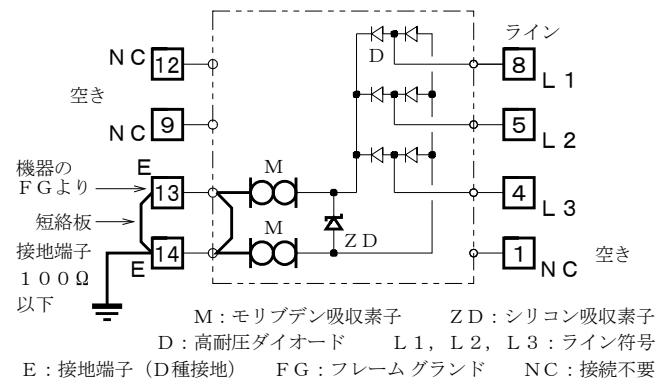 ライン
NC 12
D
8 L1
空き
NC 9
5 L2
機器の
FGより
E
13
M
4 L3
短絡板
M
ZD
接地端子
100Ω
以下
14
E
1 NC 空き
M：モリブデン吸収素子 ZD：シリコン吸収素子
D：高耐圧ダイオード L1，L2，L3：ライン符号
E：接地端子（D種接地） FG：フレームグランド NC：接続不要